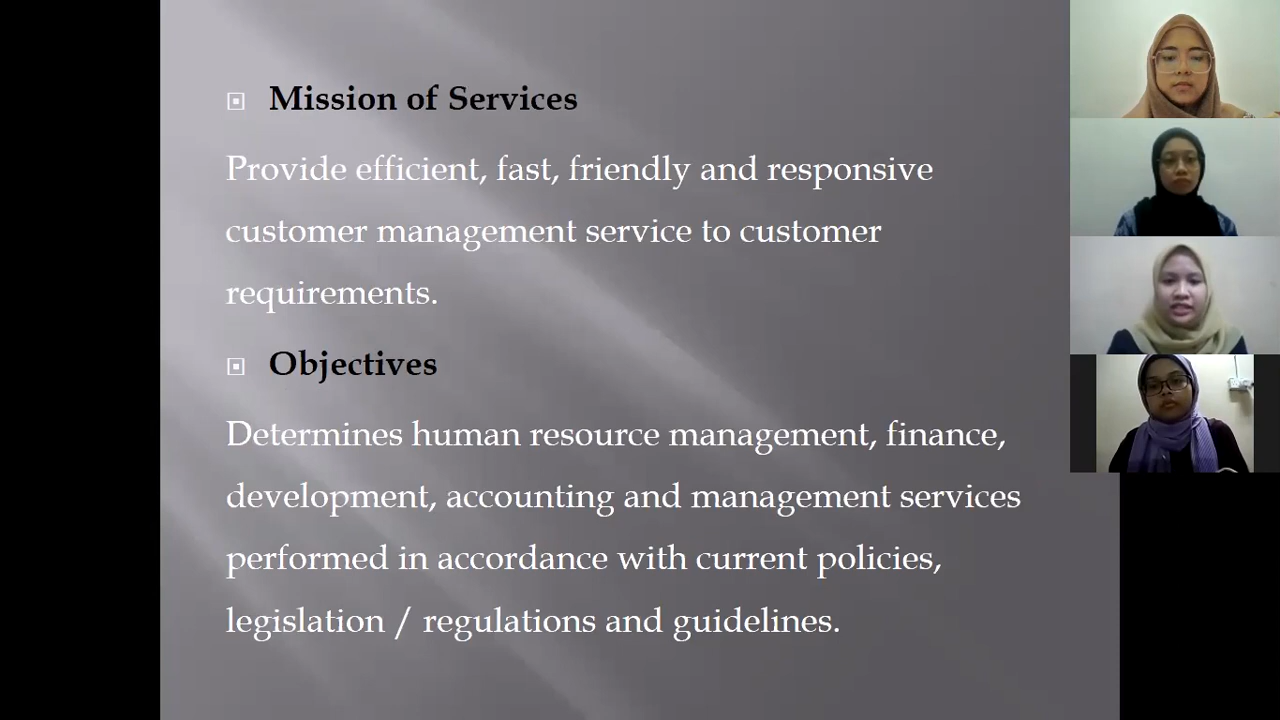 Mission of Services
Provide efficient, fast, friendly and responsive
customer management service to customer
requirements.
Objectives
Determines human resource management, finance,
development, accounting and management services
performed in accordance with current policies,
legislation / regulations and guidelines.